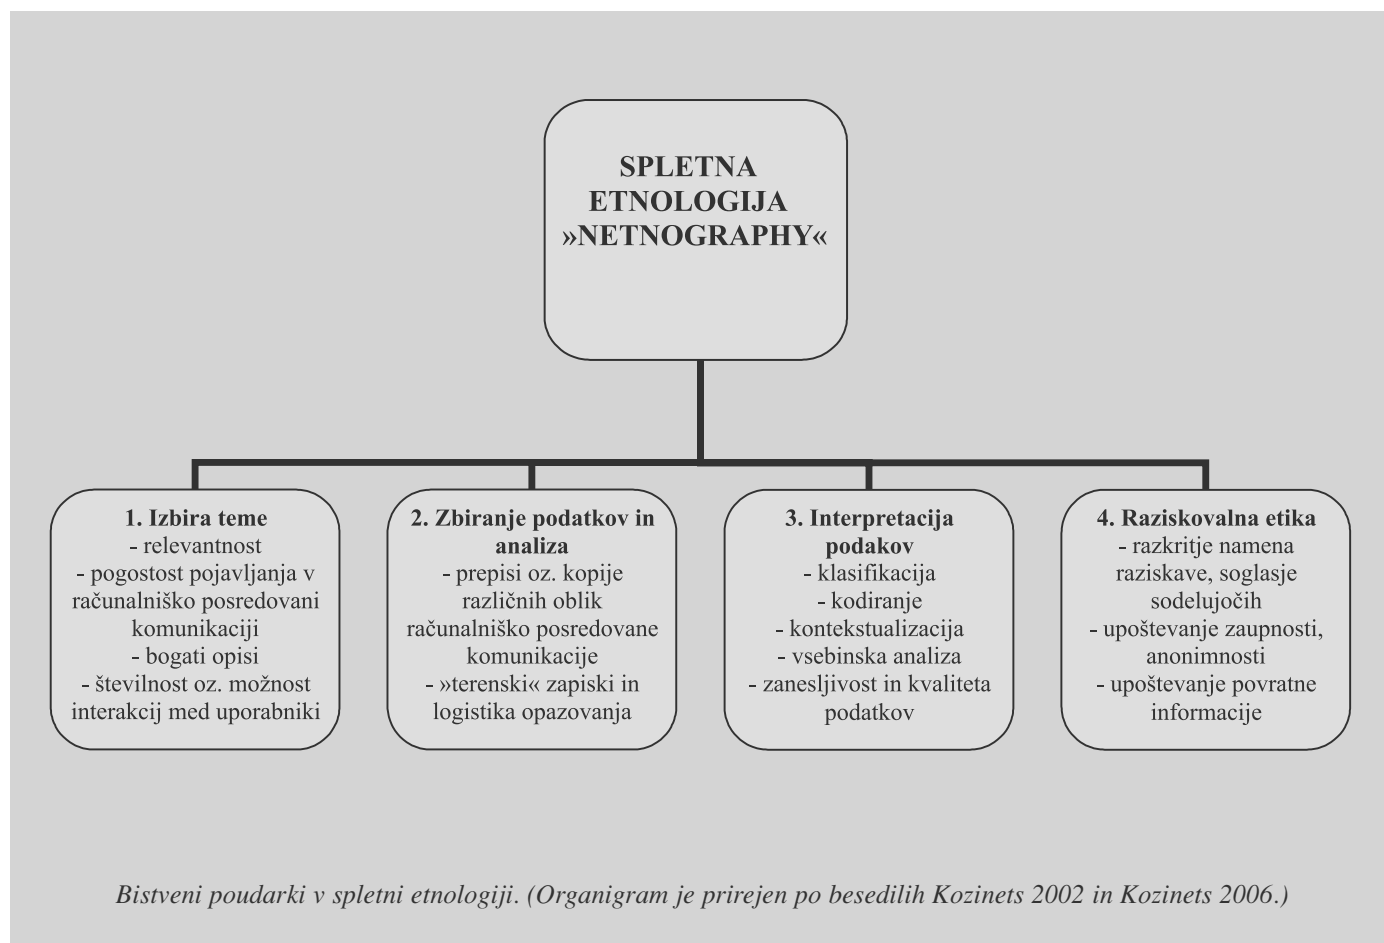 SPLETNA
ETNOLOGIJA
»NETNOGRAPHY«
1. Izbira teme
- relevantnost
- pogostost pojavljanja v
računalniško posredovani
komunikaciji
- bogati opisi
- številnost oz. možnost
interakcij med uporabniki
2. Zbiranje podatkov in
analiza
- prepisi oz. kopije
različnih oblik
računalniško posredovane
komunikacije
- »terenski« zapiski in
logistika opazovanja
3. Interpretacija
podakov
- klasifikacija
- kodiranje
- kontekstualizacija
- vsebinska analiza
- zanesljivost in kvaliteta
podatkov
4. Raziskovalna etika
- razkritje namena
raziskave, soglasje
sodelujočih
- upoštevanje zaupnosti,
anonimnosti
- upoštevanje povratne
informacije
Bistveni poudarki v spletni etnologiji. (Organigram je prirejen po besedilih Kozinets 2002 in Kozinets 2006.)